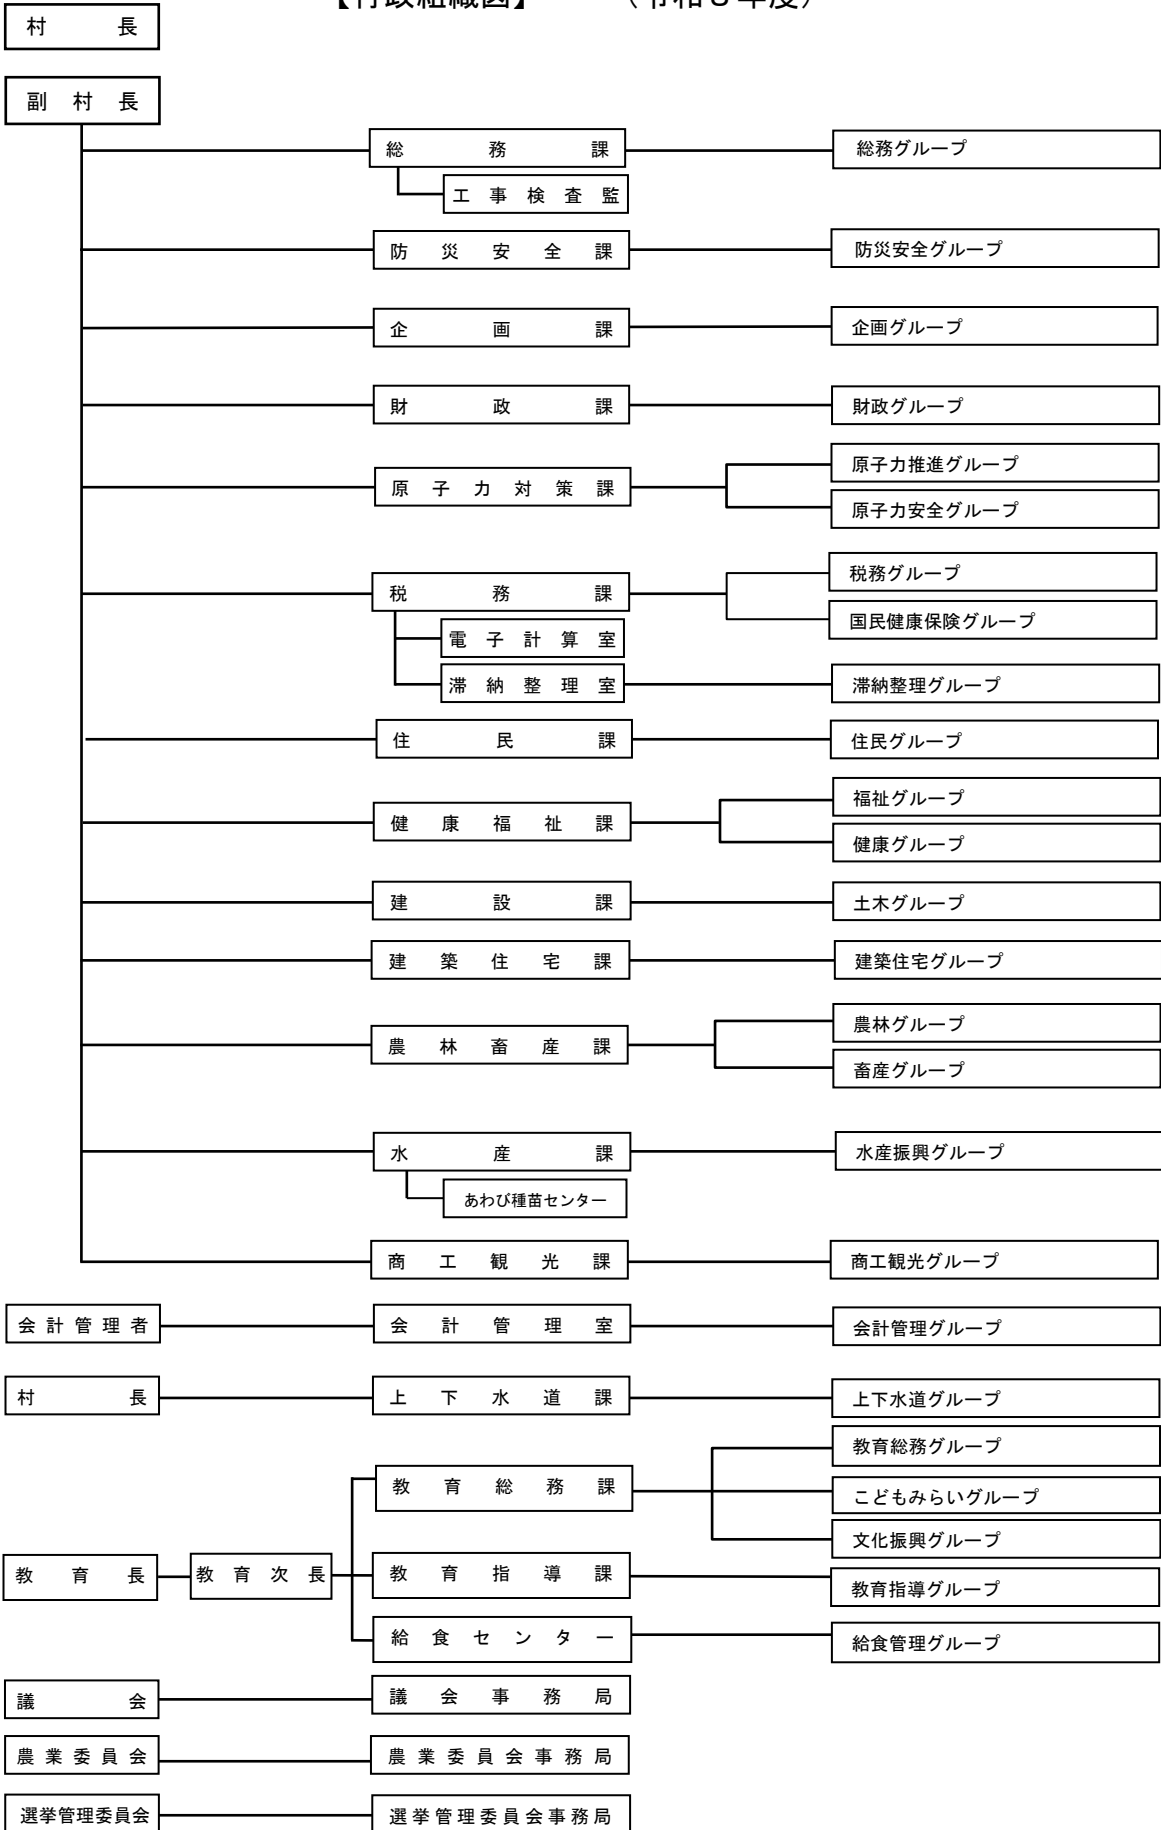 【行政組織図】 （令和５年度）
村長
副村長
総務課 総務グループ
工事検査監
防災安全課 防災安全グループ
企画課 企画グループ
財政課 財政グループ
原子力推進グループ
原子力対策課
原子力安全グループ
税務グループ
税務課
国民健康保険グループ
電子計算室
滞納整理室 滞納整理グループ
住民課 住民グループ
福祉グループ
健康福祉課
健康グループ
建設課 土木グループ
建築住宅課 建築住宅グループ
農林グループ
農林畜産課
畜産グループ
水産課 水産振興グループ
あわび種苗センター
商工観光課 商工観光グループ
会計管理者 会計管理室 会計管理グループ
村長 上下水道課 上下水道グループ
教育総務グループ
教育総務課
こどもみらいグループ
文化振興グループ
教育長 教育次長 教育指導課 教育指導グループ
給食センター 給食管理グループ
議会 議会事務局
農業委員会 農業委員会事務局
選挙管理委員会 選挙管理委員会事務局